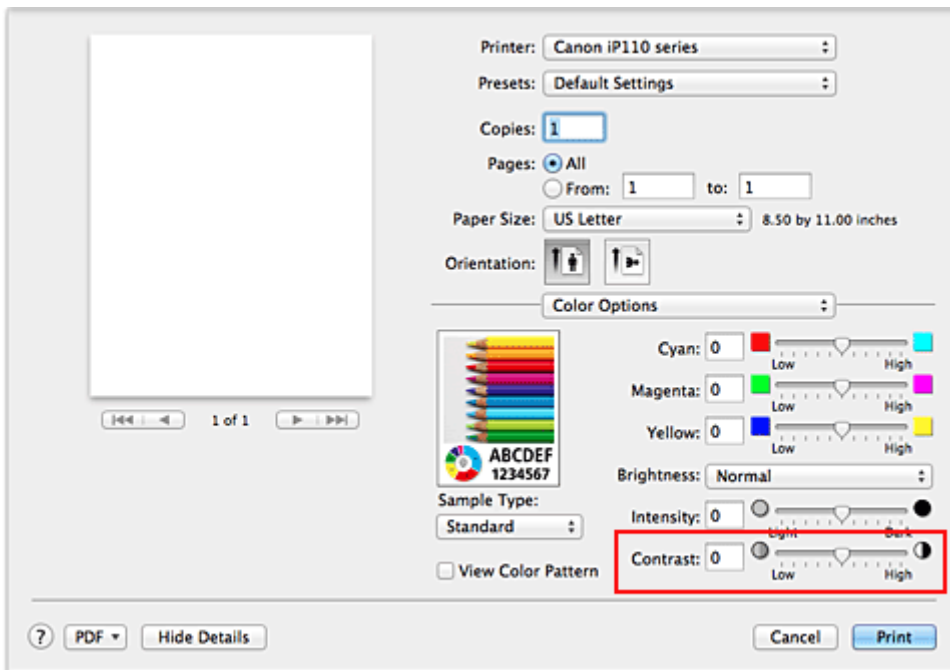 Printer: Canon iP110 series
Presets: Default Settings
Copies: 1
Pages: All
From: 1 to: 1
Paper Size: US Letter 8.50 by 11.00 inches
Orientation:
Color Options
Cyan: 0
Low High
Magenta: 0
Low High
Yellow: 0
Low High
1 of 1
ABCDEF
1234567
Brightness: Normal
Sample Type:
Standard
Intensity: 0
Light Dark
Contrast: 0
Low High
View Color Pattern
? PDF Hide Details Cancel Print